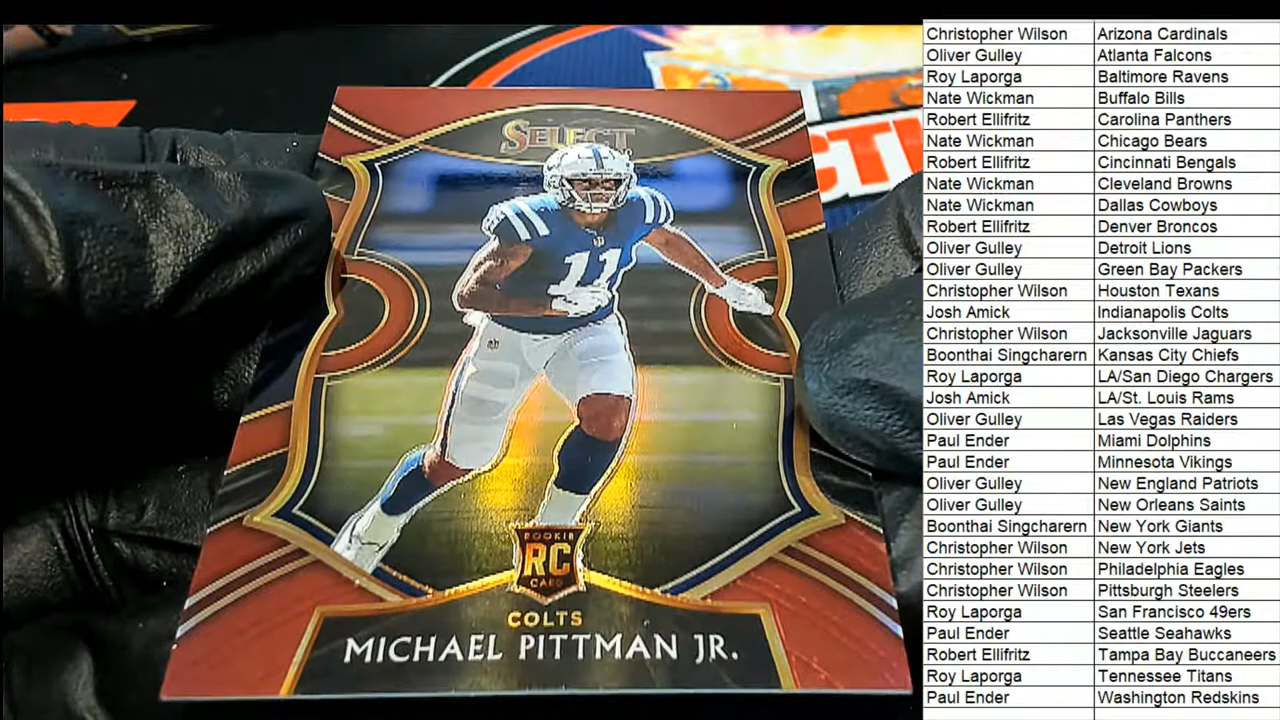 SELECT
11
ROOKIE
RC
CARD
COLTS
MICHAEL PITTMAN JR.
CTI
Christopher Wilson Arizona Cardinals
Oliver Gulley Atlanta Falcons
Roy Laporga Baltimore Ravens
Nate Wickman Buffalo Bills
Robert Ellifritz Carolina Panthers
Nate Wickman Chicago Bears
Robert Ellifritz Cincinnati Bengals
Nate Wickman Cleveland Browns
Nate Wickman Dallas Cowboys
Robert Ellifritz Denver Broncos
Oliver Gulley Detroit Lions
Oliver Gulley Green Bay Packers
Christopher Wilson Houston Texans
Josh Amick Indianapolis Colts
Christopher Wilson Jacksonville Jaguars
Boonthai Singcharern Kansas City Chiefs
Roy Laporga LA/San Diego Chargers
Josh Amick LA/St. Louis Rams
Oliver Gulley Las Vegas Raiders
Paul Ender Miami Dolphins
Paul Ender Minnesota Vikings
Oliver Gulley New England Patriots
Oliver Gulley New Orleans Saints
Boonthai Singcharern New York Giants
Christopher Wilson New York Jets
Christopher Wilson Philadelphia Eagles
Christopher Wilson Pittsburgh Steelers
Roy Laporga San Francisco 49ers
Paul Ender Seattle Seahawks
Robert Ellifritz Tampa Bay Buccaneers
Roy Laporga Tennessee Titans
Paul Ender Washington Redskins